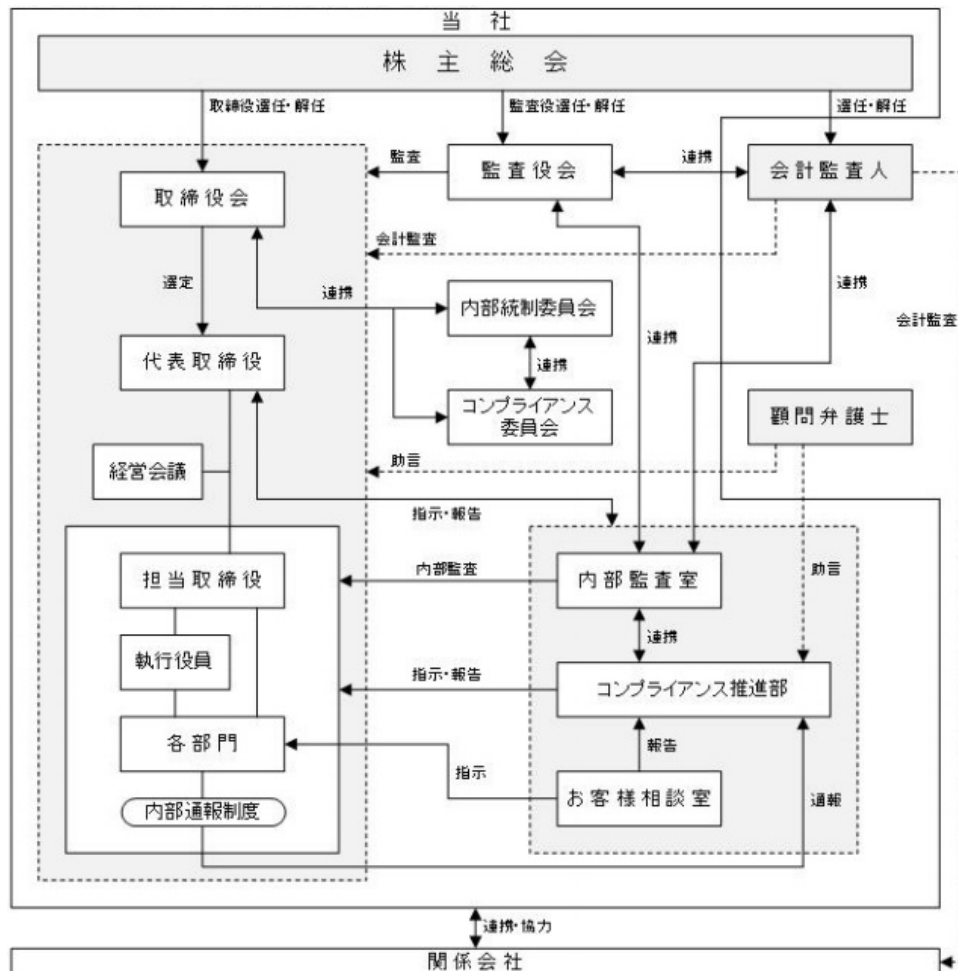 当社
株主総会
取締役選任・解任
監査役選任・解任
選任・解任
監査
連携
取締役会
監査役会
会計監査人
会計監査
選定
連携
連携
内部統制委員会
連携
会計監査
代表取締役
連携
コンプライアンス
委員会
顧問弁護士
経営会議
助言
指示・報告
担当取締役
内部監査
内部監査室
助言
連携
執行役員
指示・報告
コンプライアンス推進部
各部門
報告
指示
お客様相談室
内部通報制度
通報
連携・協力
関係会社